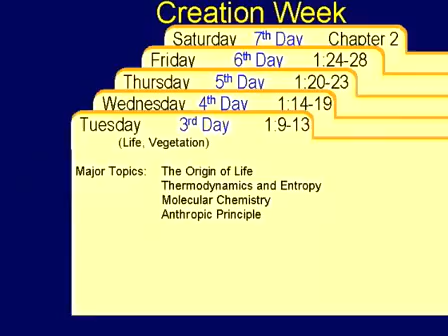 Creation Week
Saturday 7th Day Chapter 2
Friday 6th Day 1:24-28
Thursday 5th Day 1:20-23
Wednesday 4th Day 1:14-19
Tuesday 3rd Day 1:9-13
(Life, Vegetation)
Major Topics: The Origin of Life
Thermodynamics and Entropy
Molecular Chemistry
Anthropic Principle